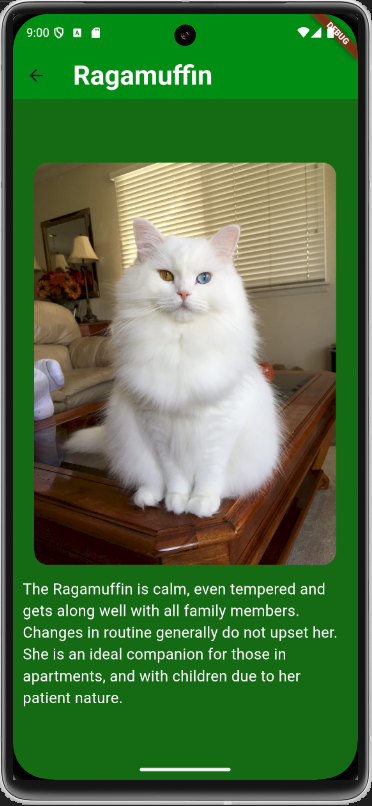 9:00
DEBUG
Ragamuffin
The Ragamuffin is calm, even tempered and
gets along well with all family members.
Changes in routine generally do not upset her.
She is an ideal companion for those in
apartments, and with children due to her
patient nature.